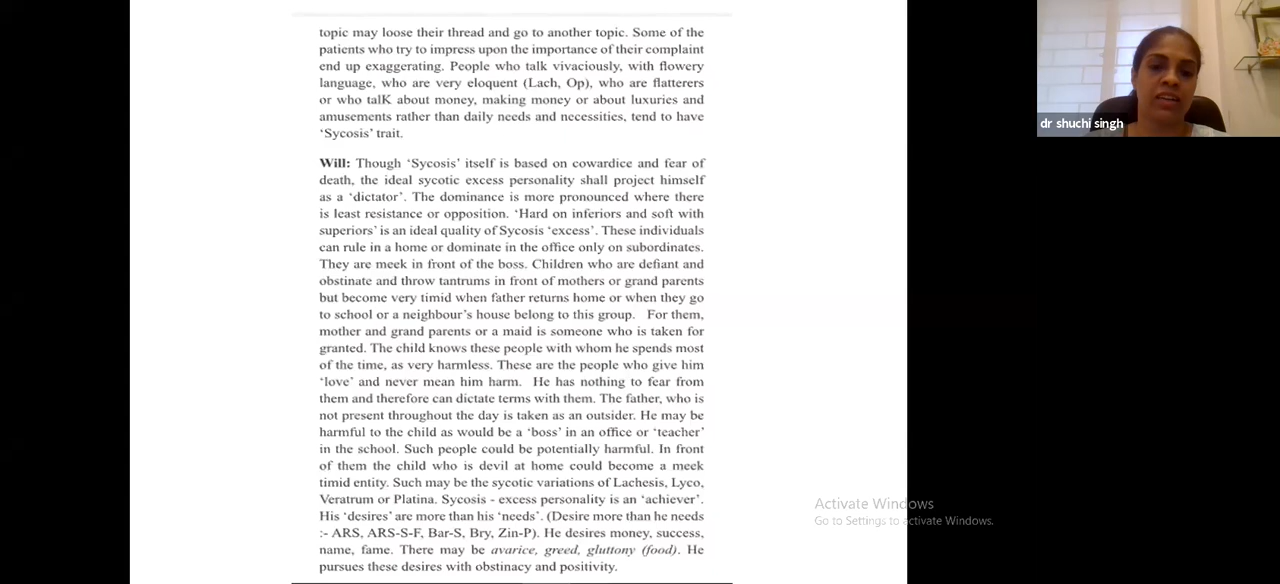 topic may loose their thread and go to another topic. Some of the
patients who try to impress upon the importance of their complaint
end up exaggerating. People who talk vivaciously, with flowery
language, who are very eloquent (Lach, Op), who are flatterers
or who talK about money, making money or about luxuries and
amusements rather than daily needs and necessities, tend to have
‘Sycosis’ trait.
Will: Though ‘Sycosis’ itself is based on cowardice and fear of
death, the ideal sycotic excess personality shall project himself
as a ‘dictator’. The dominance is more pronounced where there
is least resistance or opposition. ‘Hard on inferiors and soft with
superiors’ is an ideal quality of Sycosis ‘excess’. These individuals
can rule in a home or dominate in the office only on subordinates.
They are meek in front of the boss. Children who are defiant and
obstinate and throw tantrums in front of mothers or grand parents
but become very timid when father returns home or when they go
to school or a neighbour’s house belong to this group. For them,
mother and grand parents or a maid is someone who is taken for
granted. The child knows these people with whom he spends most
of the time, as very harmless. These are the people who give him
‘love’ and never mean him harm. He has nothing to fear from
them and therefore can dictate terms with them. The father, who is
not present throughout the day is taken as an outsider. He may be
harmful to the child as would be a ‘boss’ in an office or ‘teacher’
in the school. Such people could be potentially harmful. In front
of them the child who is devil at home could become a meek
timid entity. Such may be the sycotic variations of Lachesis, Lyco,
Veratrum or Platina. Sycosis - excess personality is an ‘achiever’.
His ‘desires’ are more than his ‘needs’. (Desire more than he needs
:- ARS, ARS-S-F, Bar-S, Bry, Zin-P). He desires money, success,
name, fame. There may be avarice, greed, gluttony (food). He
pursues these desires with obstinacy and positivity.
dr shuchi singh
Activate Windows
Go to Settings to activate Windows.